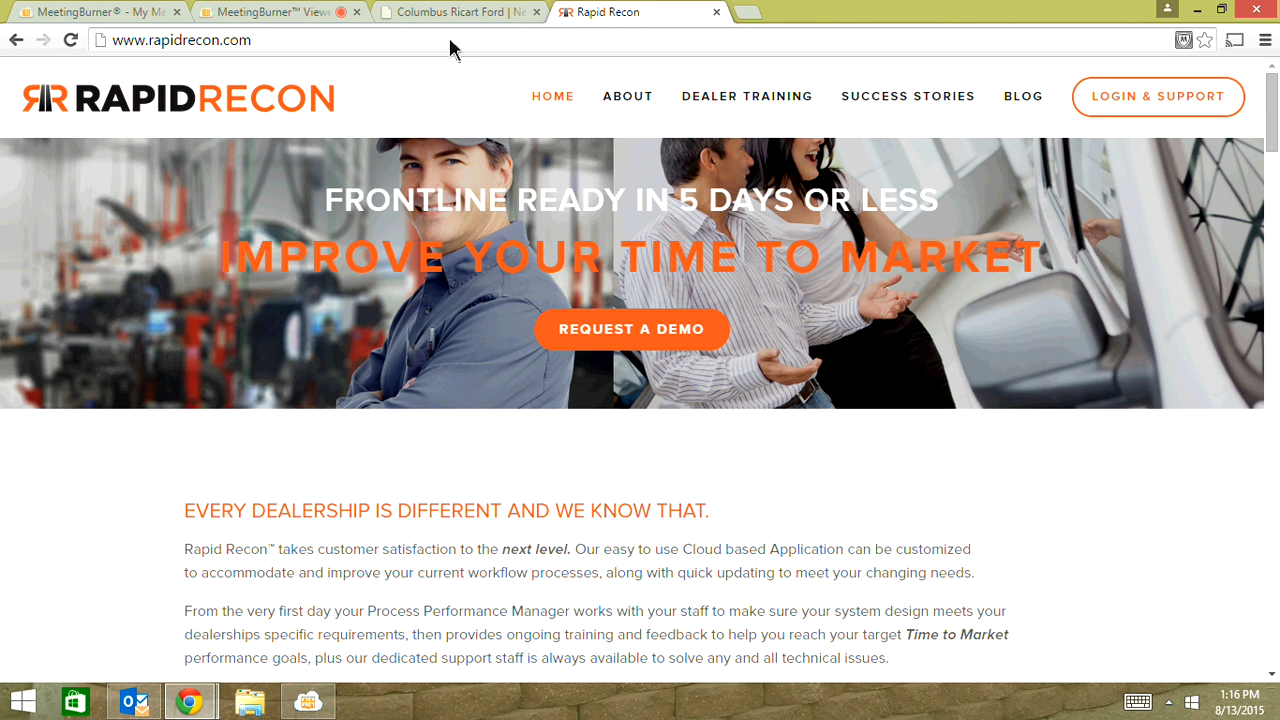 MeetingBurner® - My Me
MeetingBurner™ Viewe
Columbus Ricart Ford | Ne
Rapid Recon
www.rapidrecon.com
RR RAPIDRECON
HOME
ABOUT
DEALER TRAINING
SUCCESS STORIES
BLOG
LOGIN & SUPPORT
FRONTLINE READY IN 5 DAYS OR LESS
IMPROVE YOUR TIME TO MARKET
REQUEST A DEMO
EVERY DEALERSHIP IS DIFFERENT AND WE KNOW THAT.
Rapid Recon™ takes customer satisfaction to the next level. Our easy to use Cloud based Application can be customized
to accommodate and improve your current workflow processes, along with quick updating to meet your changing needs.
From the very first day your Process Performance Manager works with your staff to make sure your system design meets your
dealerships specific requirements, then provides ongoing training and feedback to help you reach your target Time to Market
performance goals, plus our dedicated support staff is always available to solve any and all technical issues.
1:16 PM
8/13/2015